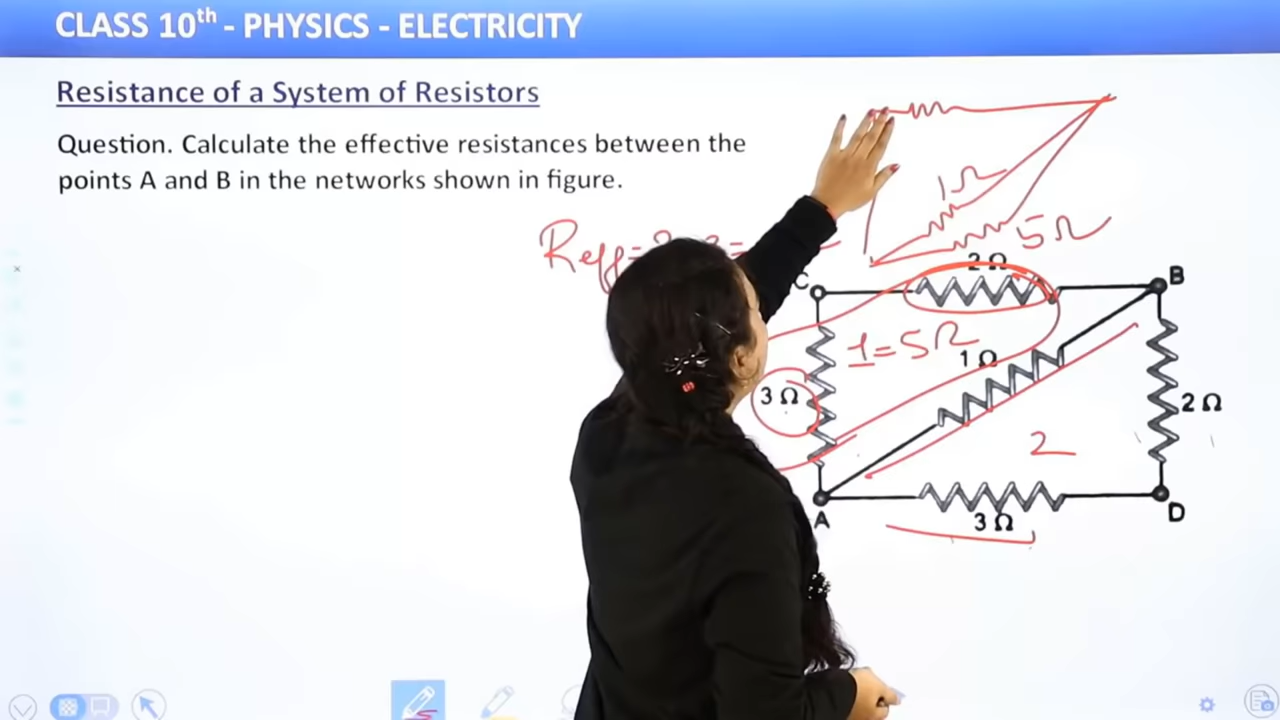 CLASS 10th - PHYSICS - ELECTRICITY
Resistance of a System of Resistors
Question. Calculate the effective resistances between the
points A and B in the networks shown in figure.
1Ω
5Ω
Reff =
2 Ω
C
B
1 = 5Ω
1 Ω
3 Ω
2 Ω
2
A
3 Ω
D